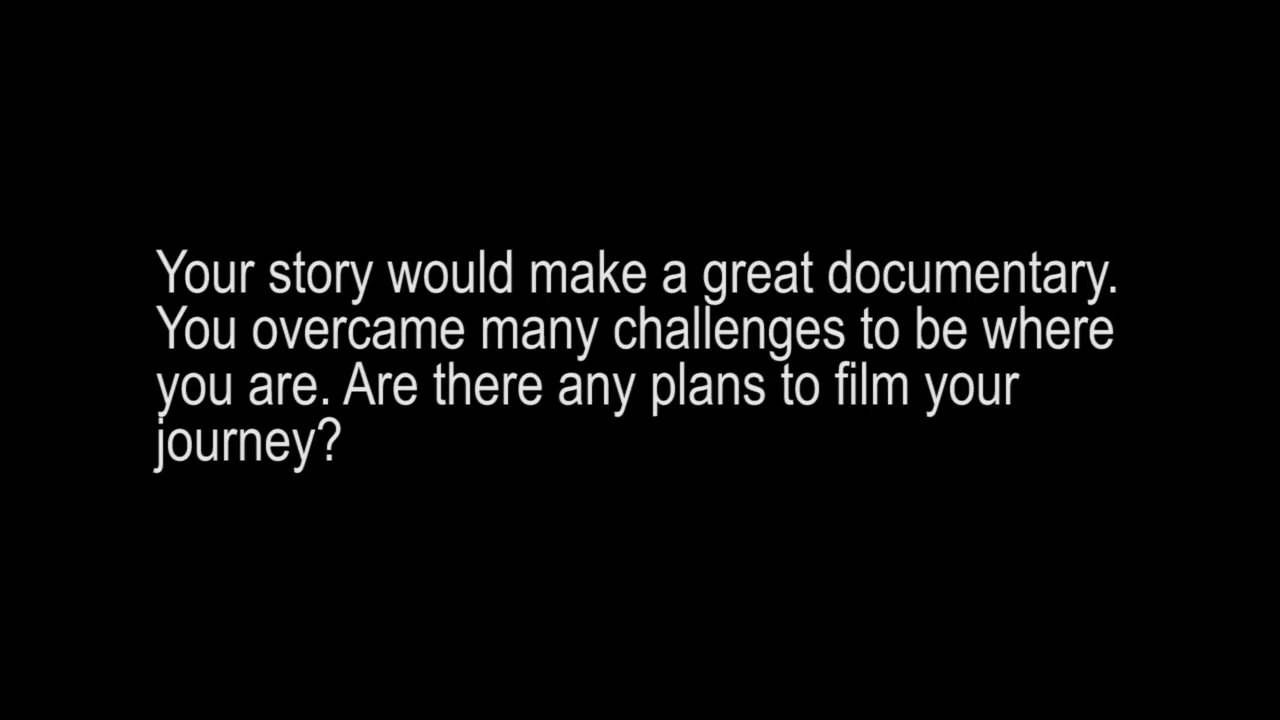 Your story would make a great documentary.
You overcame many challenges to be where
you are. Are there any plans to film your
journey?